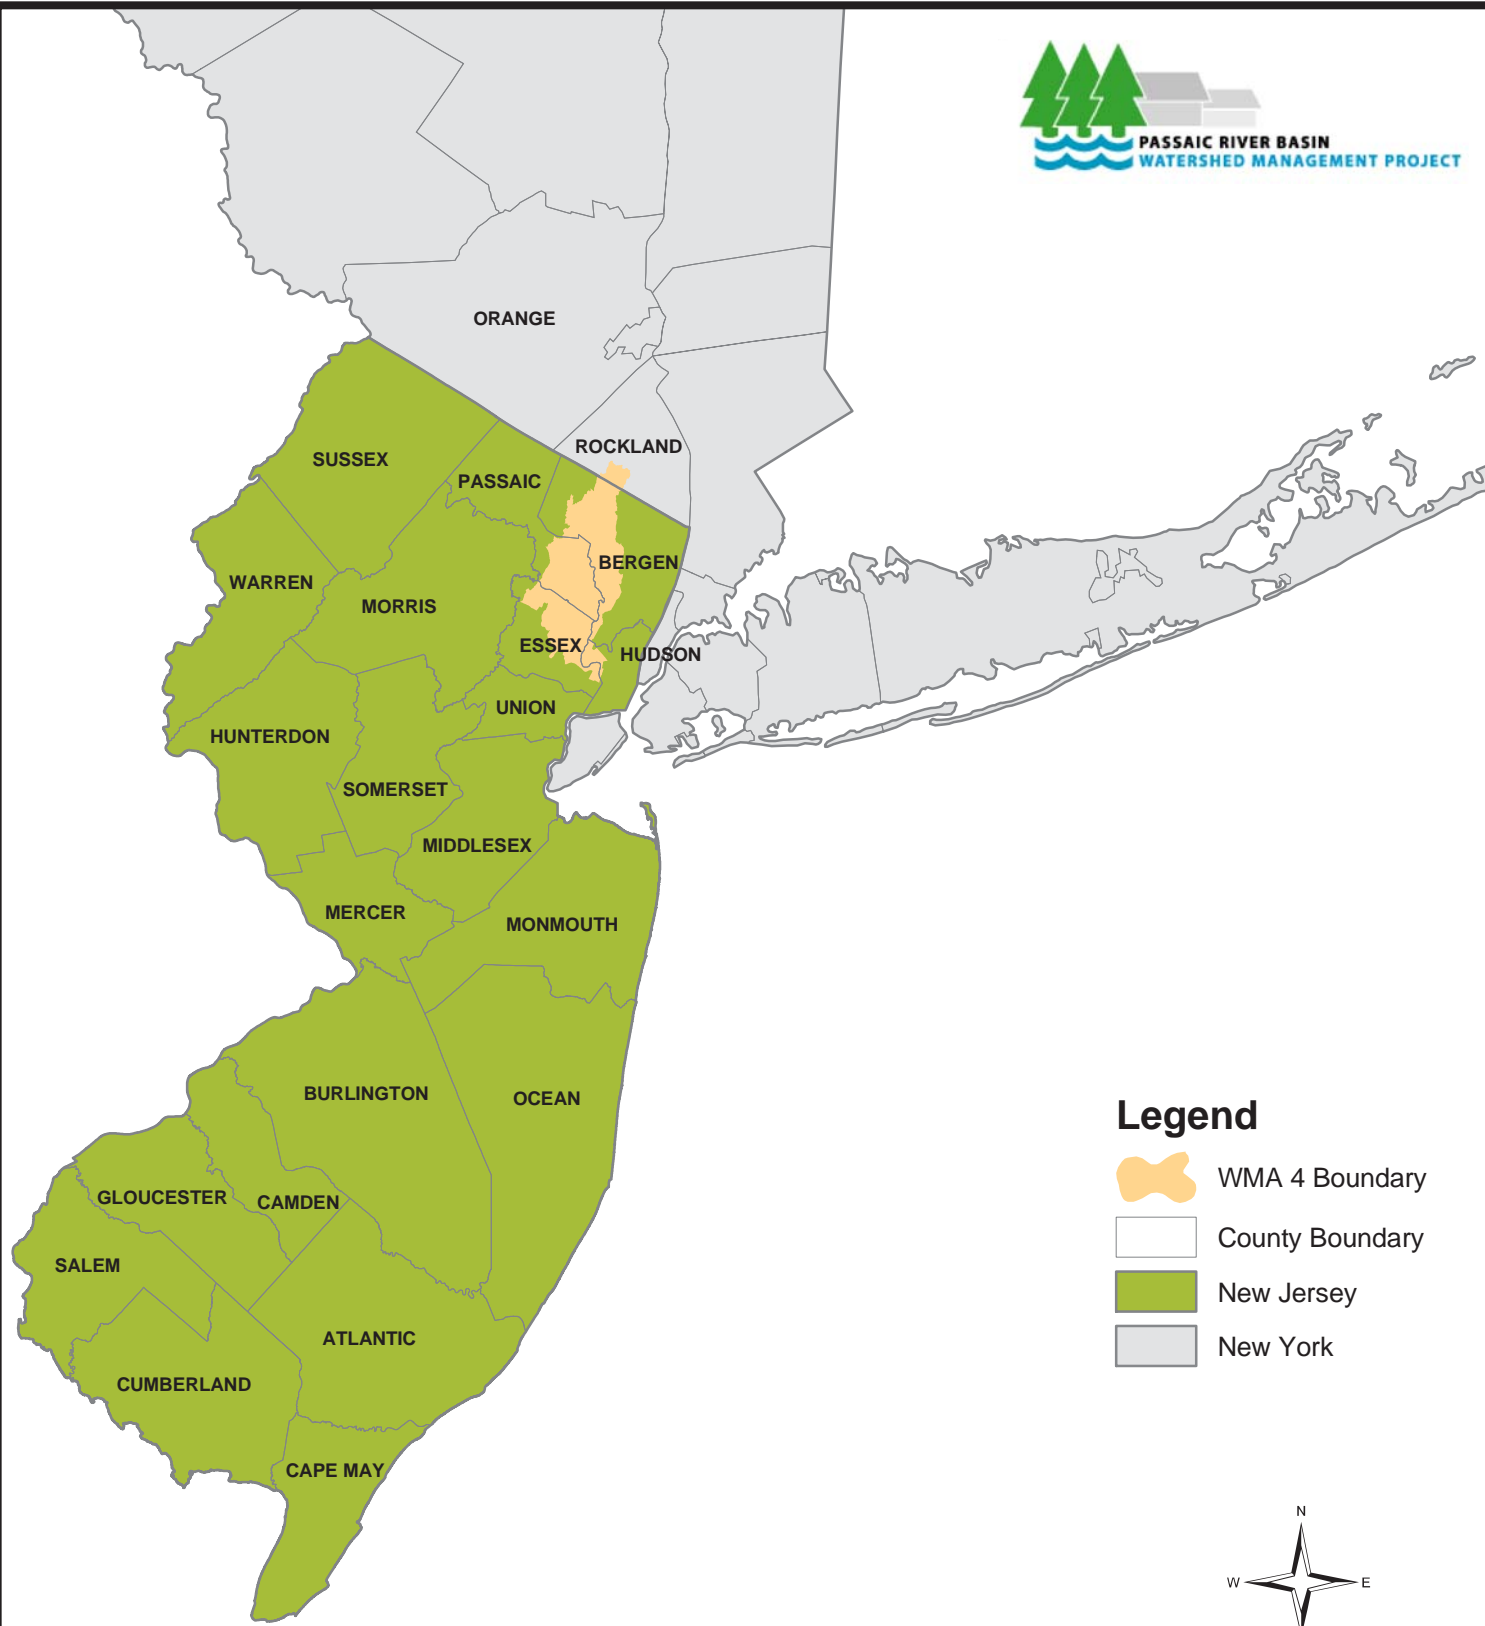 PASSAIC RIVER BASIN
WATERSHED MANAGEMENT PROJECT
ORANGE
ROCKLAND
SUSSEX
PASSAIC
BERGEN
WARREN
MORRIS
ESSEX
HUDSON
UNION
HUNTERDON
SOMERSET
MIDDLESEX
MERCER
MONMOUTH
BURLINGTON
OCEAN
GLOUCESTER
CAMDEN
SALEM
ATLANTIC
CUMBERLAND
CAPE MAY
Legend
WMA 4 Boundary
County Boundary
New Jersey
New York
N
W
E